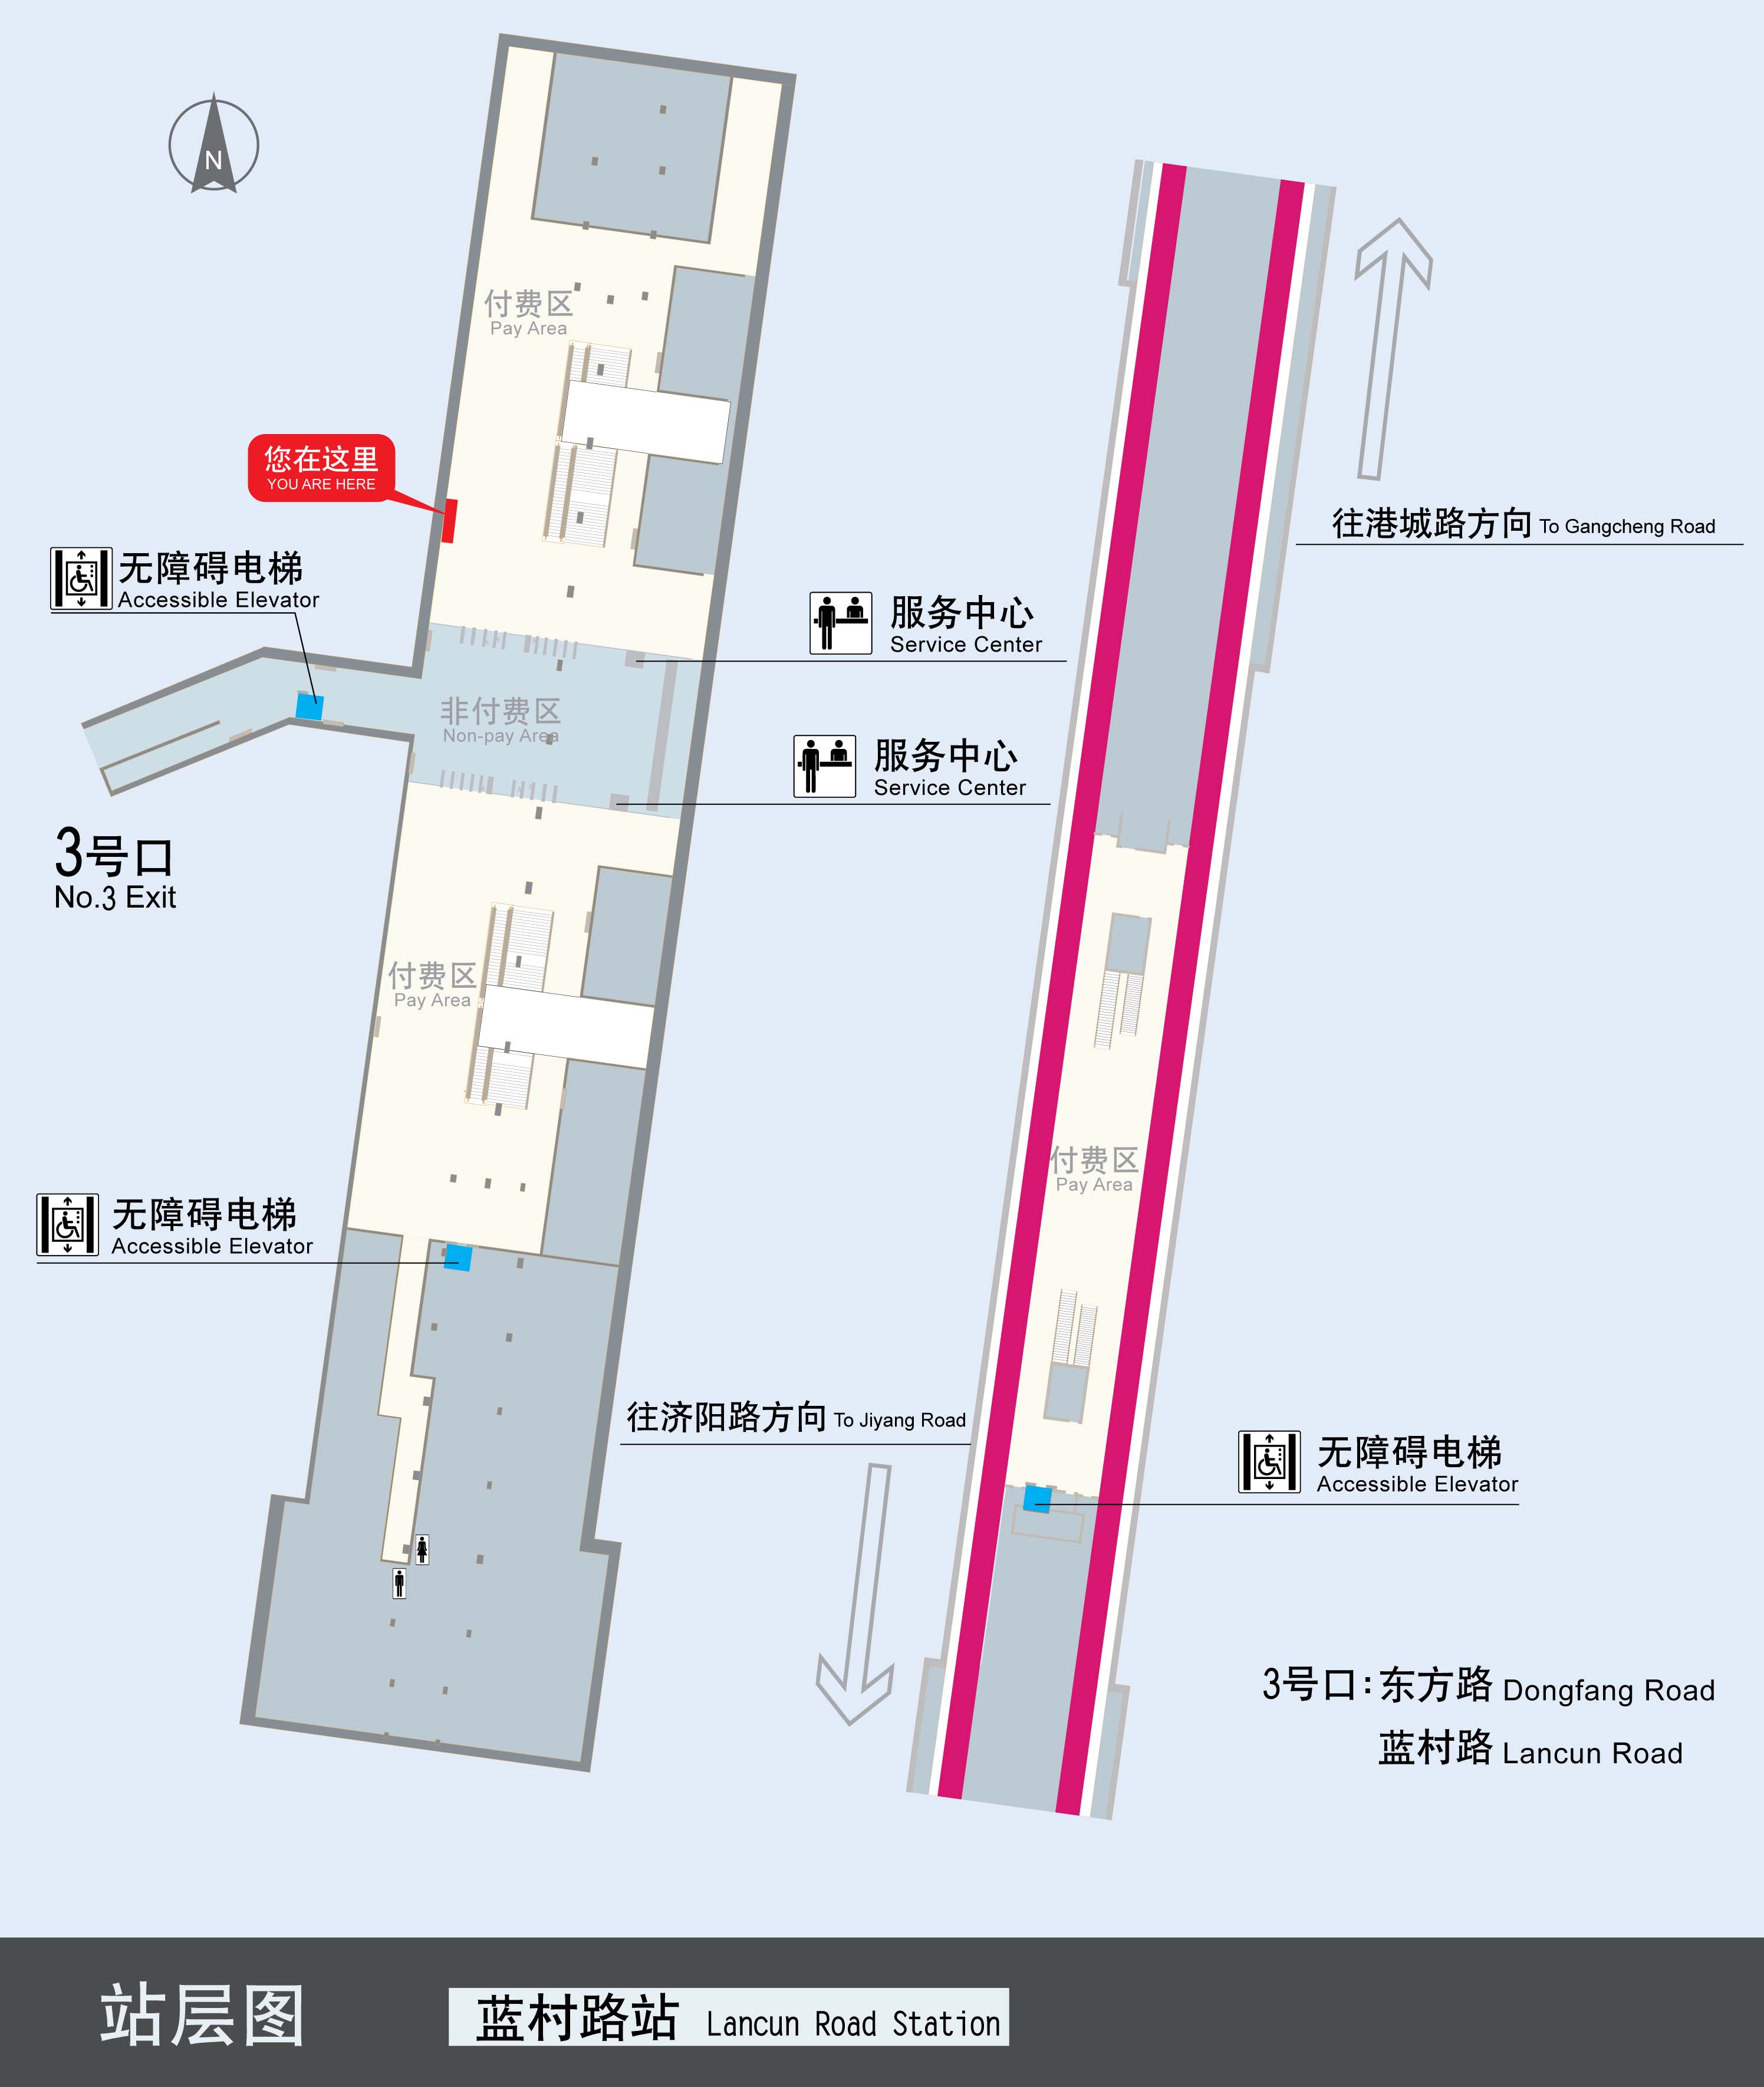 N
付费区
Pay Area
您在这里
YOU ARE HERE
往港城路方向 To Gangcheng Road
无障碍电梯
Accessible Elevator
服务中心
Service Center
非付费区
Non-pay Area
服务中心
Service Center
3号口
No.3 Exit
付费区
Pay Area
付费区
Pay Area
无障碍电梯
Accessible Elevator
往济阳路方向 To Jiyang Road
无障碍电梯
Accessible Elevator
3号口:东方路 Dongfang Road
蓝村路 Lancun Road
站层图
蓝村路站 Lancun Road Station